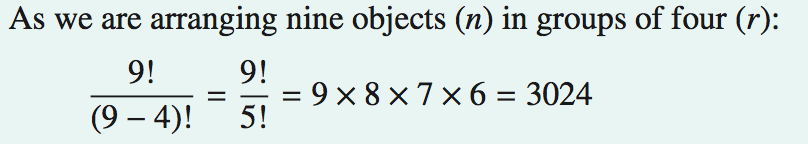 As we are arranging nine objects (n) in groups of four (r):
9!/(9 – 4)! = 9!/5! = 9 × 8 × 7 × 6 = 3024